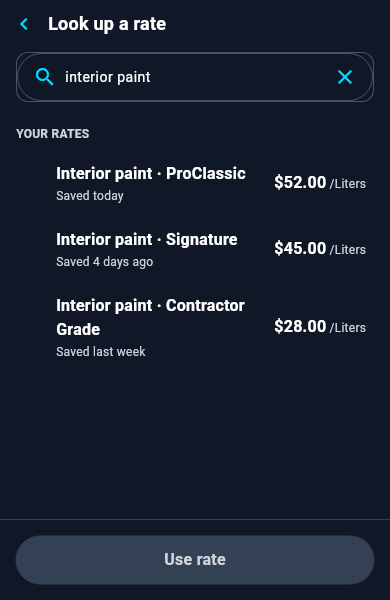 Look up a rate
interior paint
YOUR RATES
Interior paint · ProClassic
Saved today
$52.00 /Liters
Interior paint · Signature
Saved 4 days ago
$45.00 /Liters
Interior paint · Contractor
Grade
Saved last week
$28.00 /Liters
Use rate